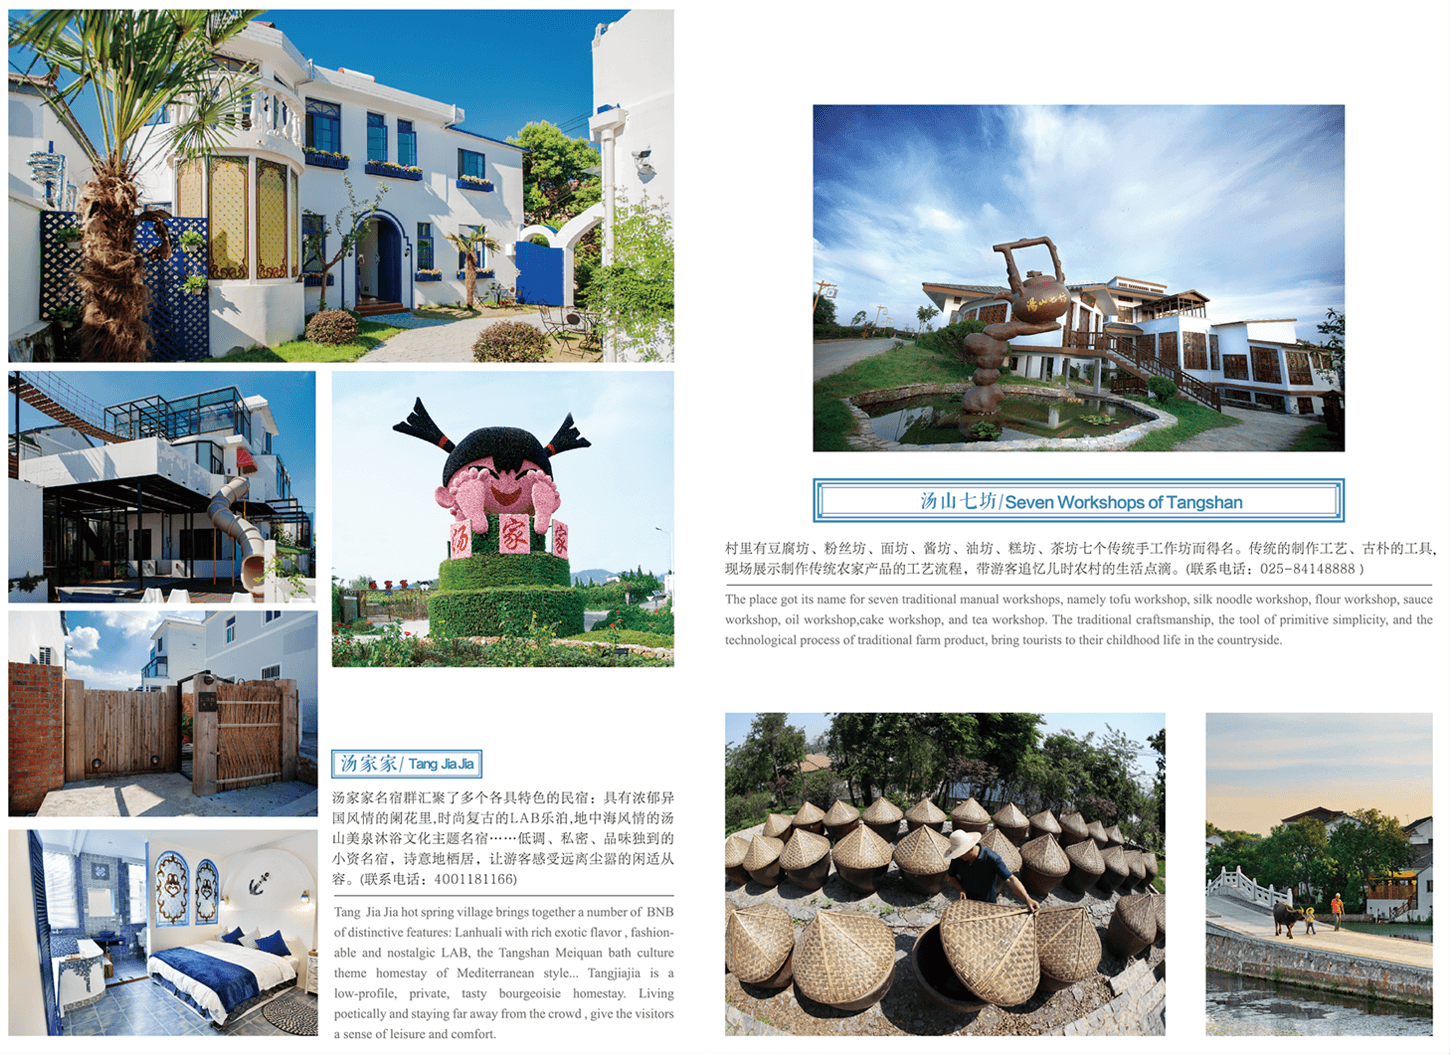 汤家家
汤山七坊
汤山七坊/Seven Workshops of Tangshan
村里有豆腐坊、粉丝坊、面坊、酱坊、油坊、糕坊、茶坊七个传统手工作坊而得名。传统的制作工艺、古朴的工具,
现场展示制作传统农家产品的工艺流程，带游客追忆儿时农村的生活点滴。(联系电话：025-84148888 )
The place got its name for seven traditional manual workshops, namely tofu workshop, silk noodle workshop, flour workshop, sauce
workshop, oil workshop,cake workshop, and tea workshop. The traditional craftsmanship, the tool of primitive simplicity, and the
technological process of traditional farm product, bring tourists to their childhood life in the countryside.
汤家家/ Tang Jia Jia
汤家家名宿群汇聚了多个各具特色的民宿：具有浓郁异
国风情的阑花里,时尚复古的LAB乐泊,地中海风情的汤
山美泉沐浴文化主题名宿……低调、私密、品味独到的
小资名宿，诗意地栖居，让游客感受远离尘嚣的闲适从
容。(联系电话：4001181166)
Tang Jia Jia hot spring village brings together a number of BNB
of distinctive features: Lanhuali with rich exotic flavor , fashion-
able and nostalgic LAB, the Tangshan Meiquan bath culture
theme homestay of Mediterranean style... Tangjiajia is a
low-profile, private, tasty bourgeoisie homestay. Living
poetically and staying far away from the crowd , give the visitors
a sense of leisure and comfort.